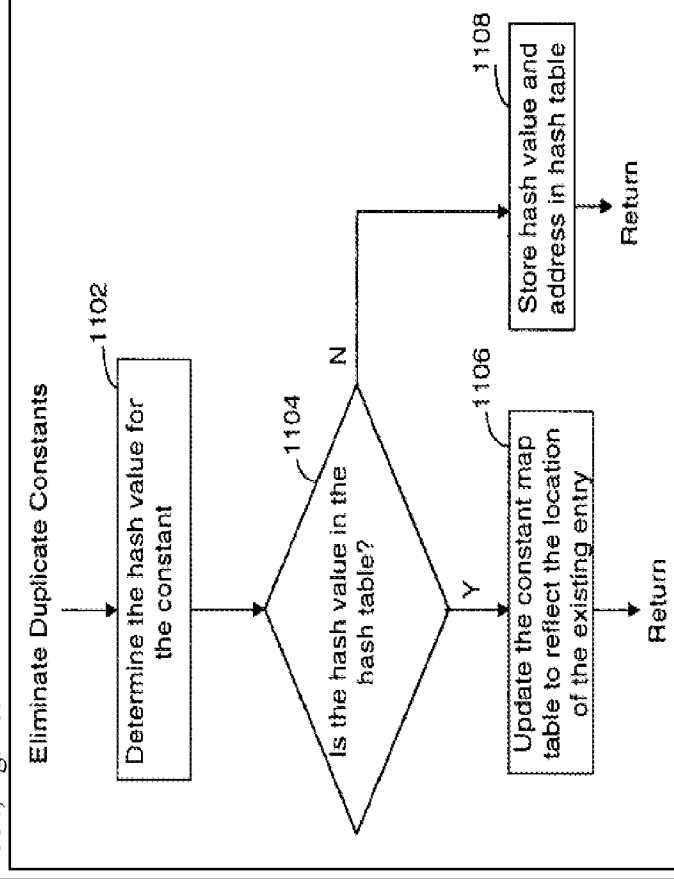 Eliminate Duplicate Constants
1102
Determine the hash value for
the constant
1104
Is the hash value in the
hash table?
N
Y
1106
Update the constant map
table to reflect the location
of the existing entry
Return
1108
Store hash value and
address in hash table
Return